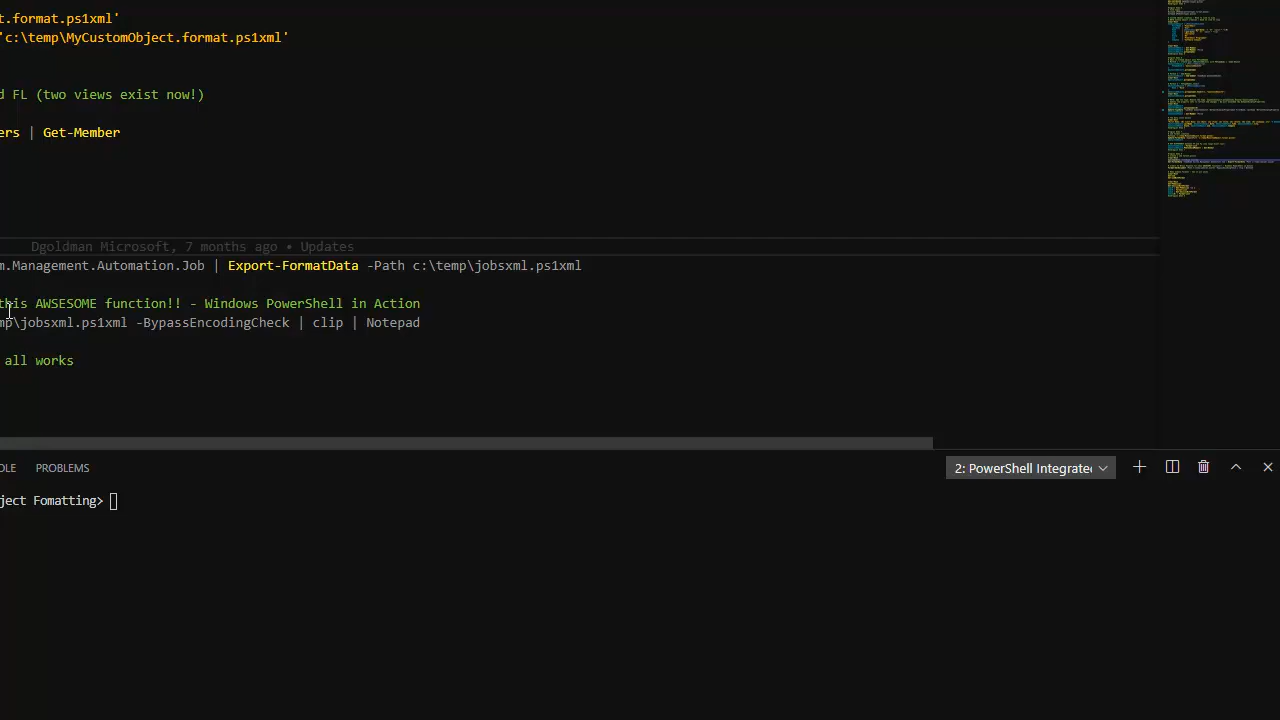 t.format.ps1xml'
'c:\temp\MyCustomObject.format.ps1xml'
d FL (two views exist now!)
ers | Get-Member
Dgoldman Microsoft, 7 months ago • Updates
m.Management.Automation.Job | Export-FormatData -Path c:\temp\jobsxml.ps1xml
this AWSESOME function!! - Windows PowerShell in Action
mp\jobsxml.ps1xml -BypassEncodingCheck | clip | Notepad
all works
OLE PROBLEMS
2: PowerShell Integrate
ject Fomatting>